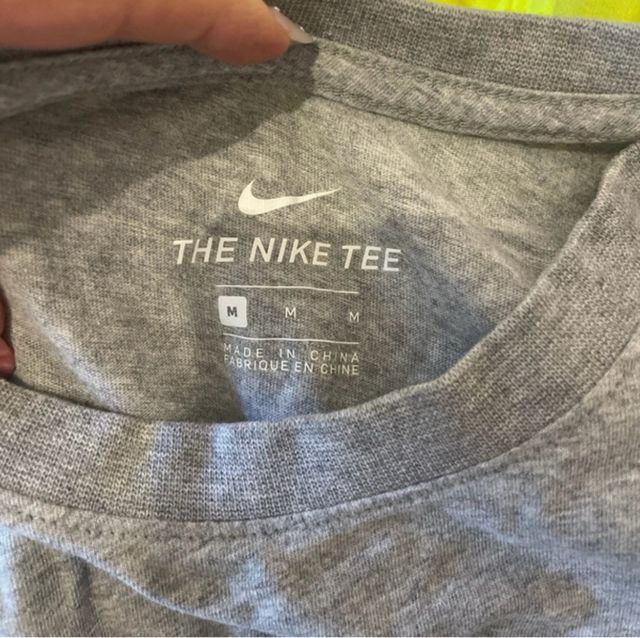 THE NIKE TEE
M M M
MADE IN CHINA
FABRIQUE EN CHINE